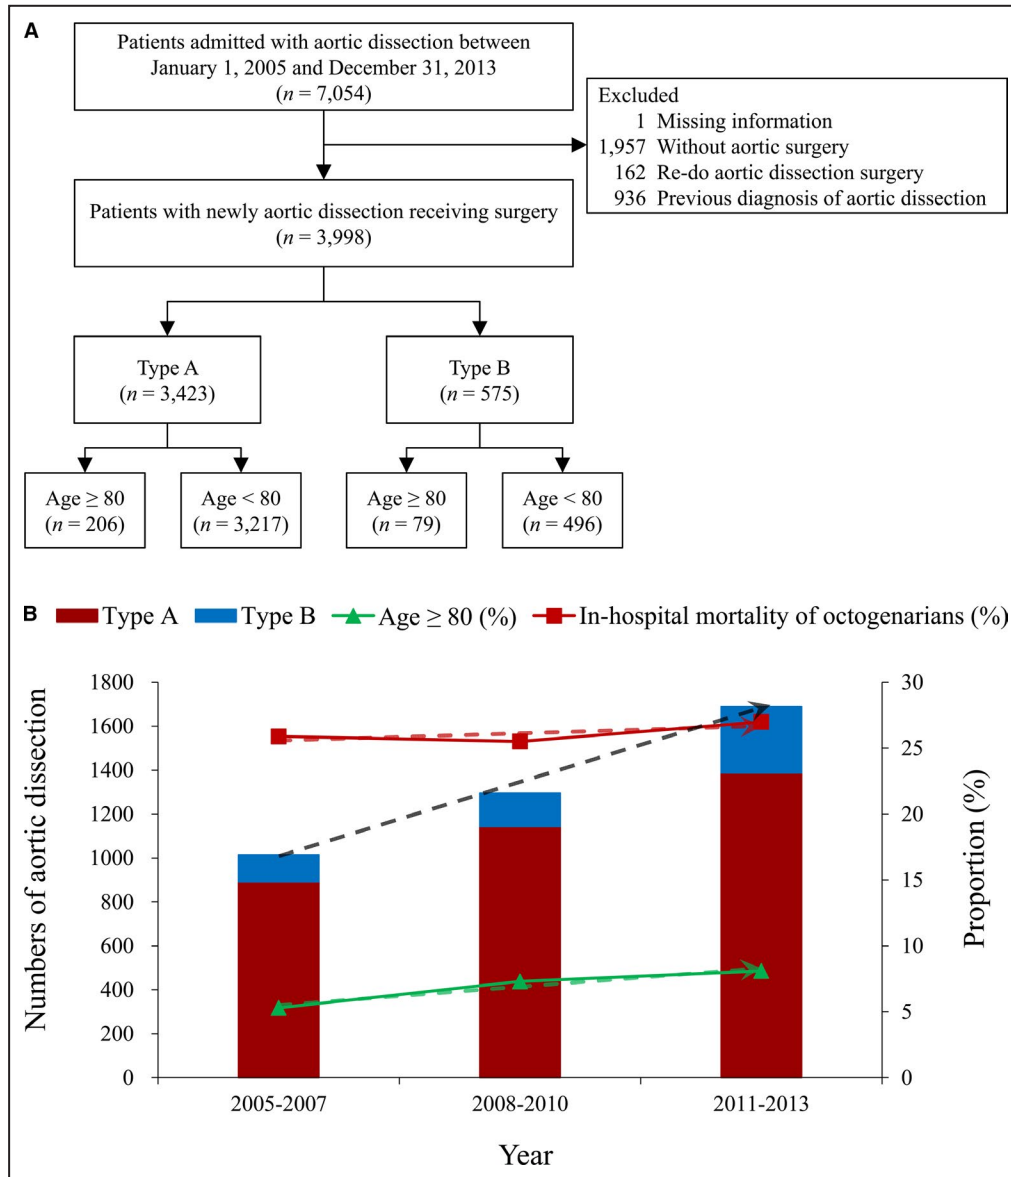 A
Patients admitted with aortic dissection between
January 1, 2005 and December 31, 2013
(n = 7,054)
Excluded
1 Missing information
1,957 Without aortic surgery
162 Re-do aortic dissection surgery
936 Previous diagnosis of aortic dissection
Patients with newly aortic dissection receiving surgery
(n = 3,998)
Type A
(n = 3,423)
Type B
(n = 575)
Age ≥ 80
(n = 206)
Age < 80
(n = 3,217)
Age ≥ 80
(n = 79)
Age < 80
(n = 496)
B Type A Type B Age ≥ 80 (%) In-hospital mortality of octogenarians (%)
Numbers of aortic dissection
1800
1600
1400
1200
1000
800
600
400
200
0
30
25
20
15
10
5
0
Proportion (%)
2005-2007 2008-2010 2011-2013
Year